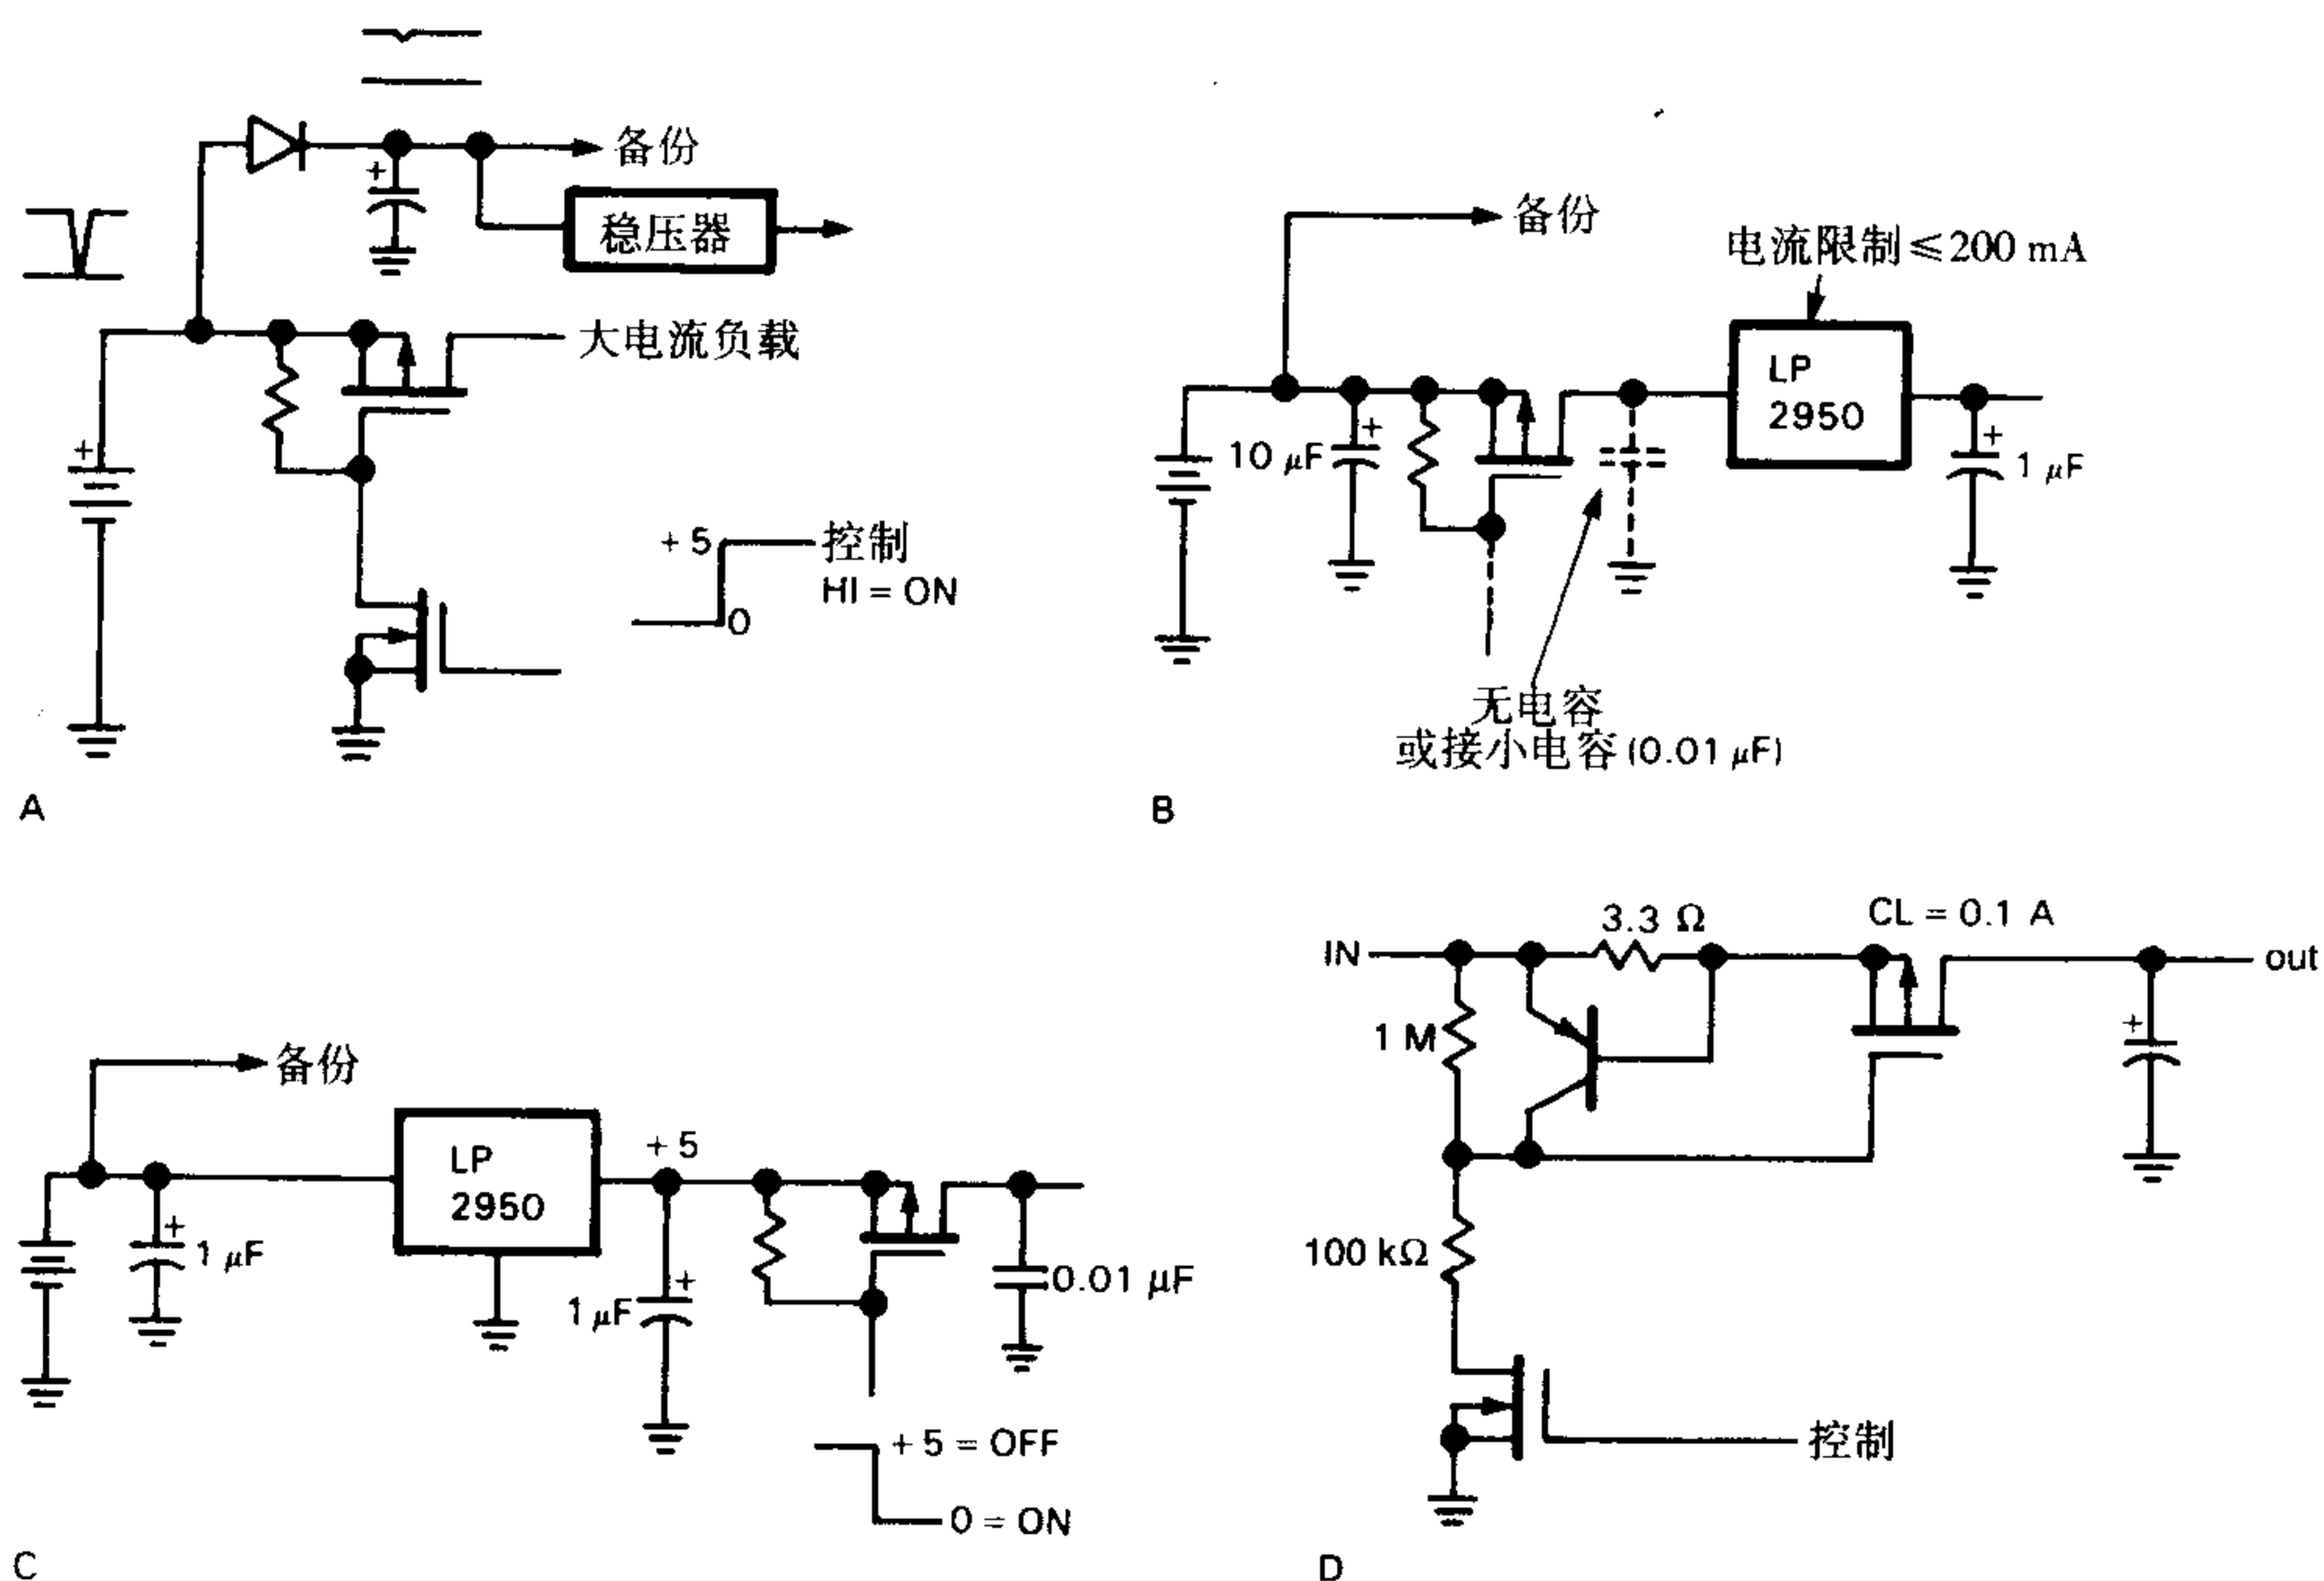 备份
+
稳压器
大电流负载
+
+ 5
控制
0
HI = ON
A
备份
电流限制 ≤ 200 mA
LP
2950
10 μF
+
+
1 μF
无电容
或接小电容 (0.01 μF)
B
备份
LP
2950
+ 5
+
1 μF
+
1 μF
0.01 μF
+ 5 = OFF
0 = ON
C
IN
3.3 Ω
CL = 0.1 A
out
1 M
+
100 kΩ
控制
D